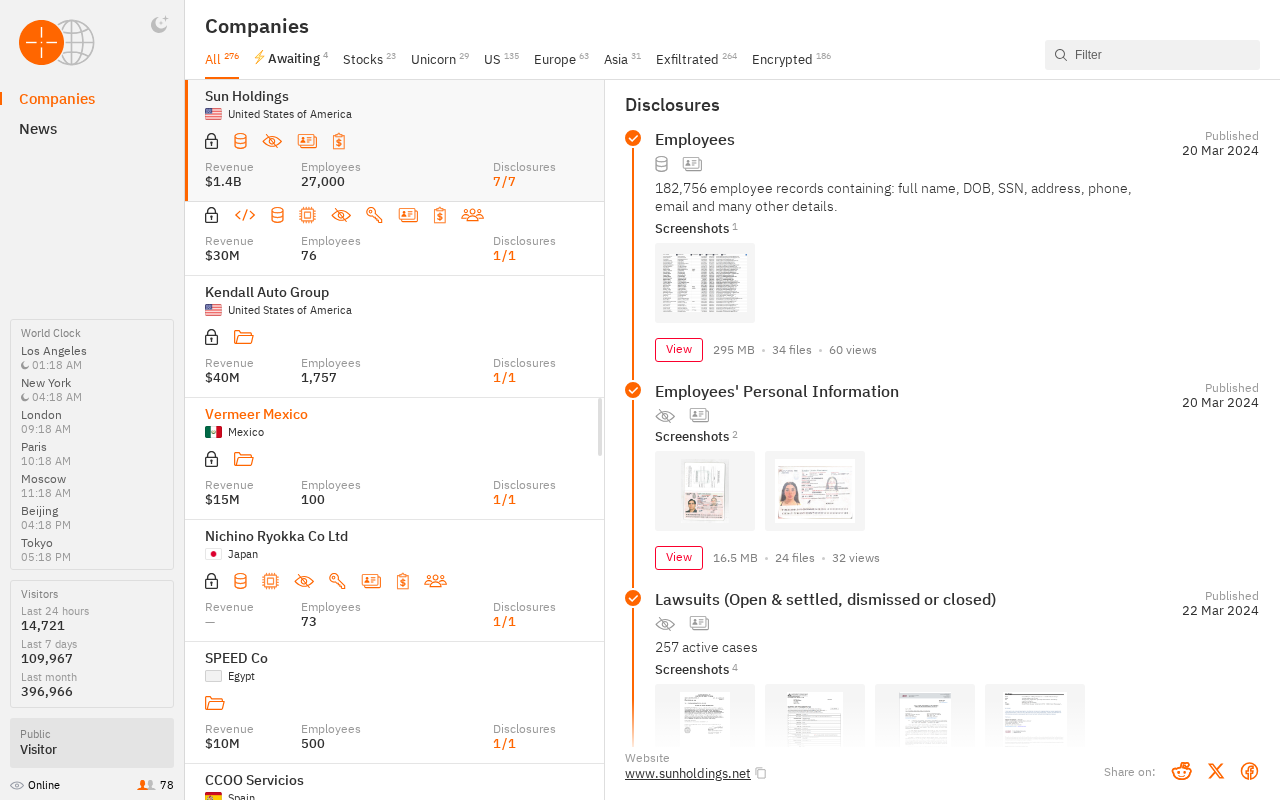 Companies
News
World Clock
Los Angeles
01:18 AM
New York
04:18 AM
London
09:18 AM
Paris
10:18 AM
Moscow
11:18 AM
Beijing
04:18 PM
Tokyo
05:18 PM
Visitors
Last 24 hours
14,721
Last 7 days
109,967
Last month
396,966
Public
Visitor
Online 78
Companies
All 276 Awaiting 4 Stocks 23 Unicorn 29 US 135 Europe 63 Asia 31 Exfiltrated 264 Encrypted 186
Filter
Sun Holdings
United States of America
Revenue Employees Disclosures
$1.4B 27,000 7/7
Revenue Employees Disclosures
$30M 76 1/1
Kendall Auto Group
United States of America
Revenue Employees Disclosures
$40M 1,757 1/1
Vermeer Mexico
Mexico
Revenue Employees Disclosures
$15M 100 1/1
Nichino Ryokka Co Ltd
Japan
Revenue Employees Disclosures
— 73 1/1
SPEED Co
Egypt
Revenue Employees Disclosures
$10M 500 1/1
CCOO Servicios
Spain
Disclosures
Employees
Published
20 Mar 2024
182,756 employee records containing: full name, DOB, SSN, address, phone,
email and many other details.
Screenshots 1
View 295 MB • 34 files • 60 views
Employees' Personal Information
Published
20 Mar 2024
Screenshots 2
View 16.5 MB • 24 files • 32 views
Lawsuits (Open & settled, dismissed or closed)
Published
22 Mar 2024
257 active cases
Screenshots 4
Website
www.sunholdings.net
Share on: